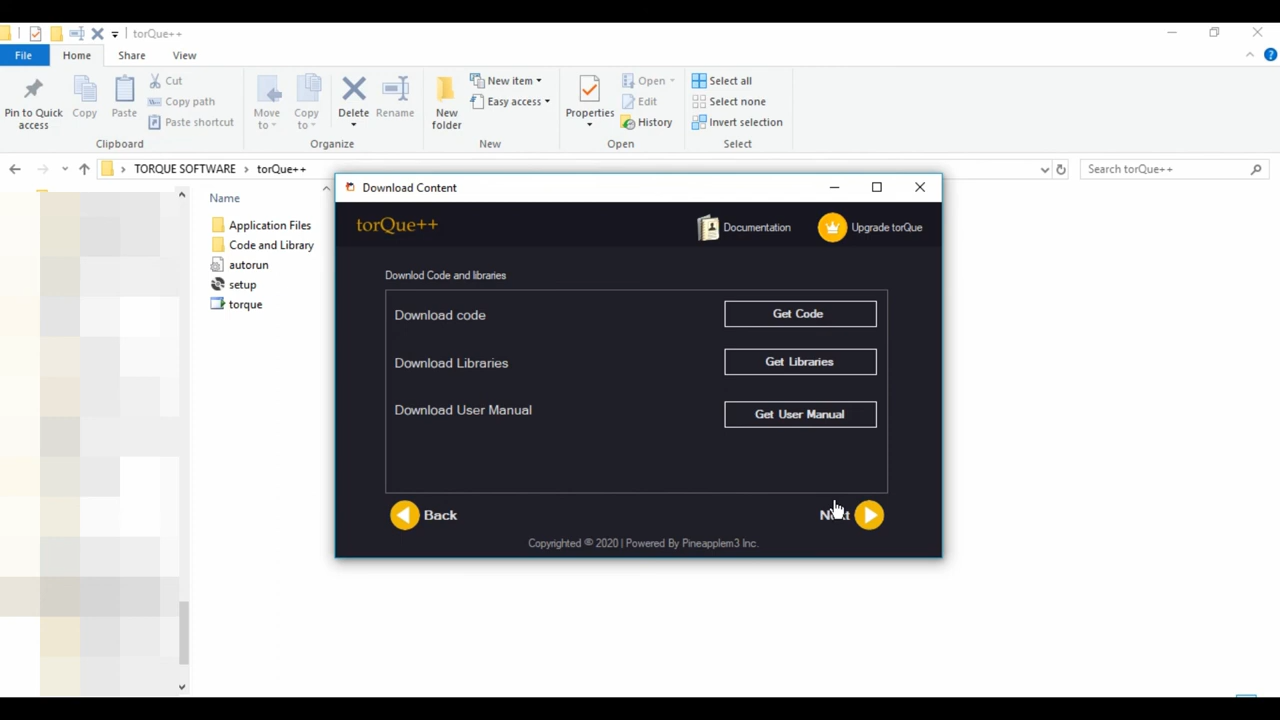 torQue++
File Home Share View
Pin to Quick access
Copy
Paste
Cut
Copy path
Paste shortcut
Clipboard
Move to
Copy to
Delete
Rename
Organize
New folder
New item
Easy access
New
Properties
Open
Edit
History
Open
Select all
Select none
Invert selection
Select
TORQUE SOFTWARE > torQue++
Search torQue++
Name
Application Files
Code and Library
autorun
setup
torque
Download Content
torQue++
Documentation
Upgrade torQue
Downlod Code and libraries
Download code
Get Code
Download Libraries
Get Libraries
Download User Manual
Get User Manual
Back
Copyrighted © 2020 | Powered By Pineapplem3 Inc.